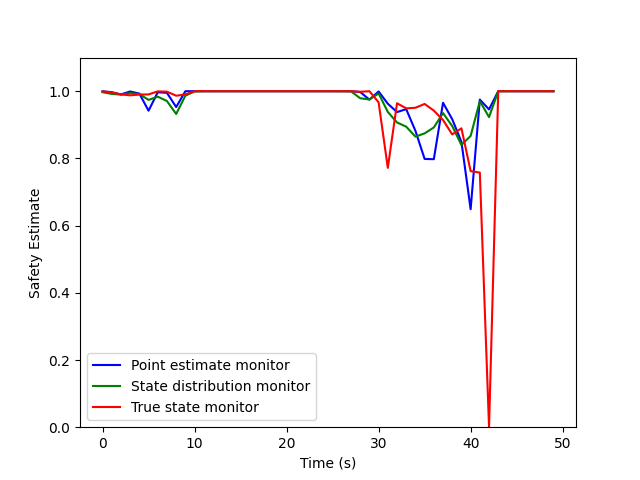 1.0
0.8
0.6
0.4
0.2
0.0
Safety Estimate
Point estimate monitor
State distribution monitor
True state monitor
0 10 20 30 40 50
Time (s)